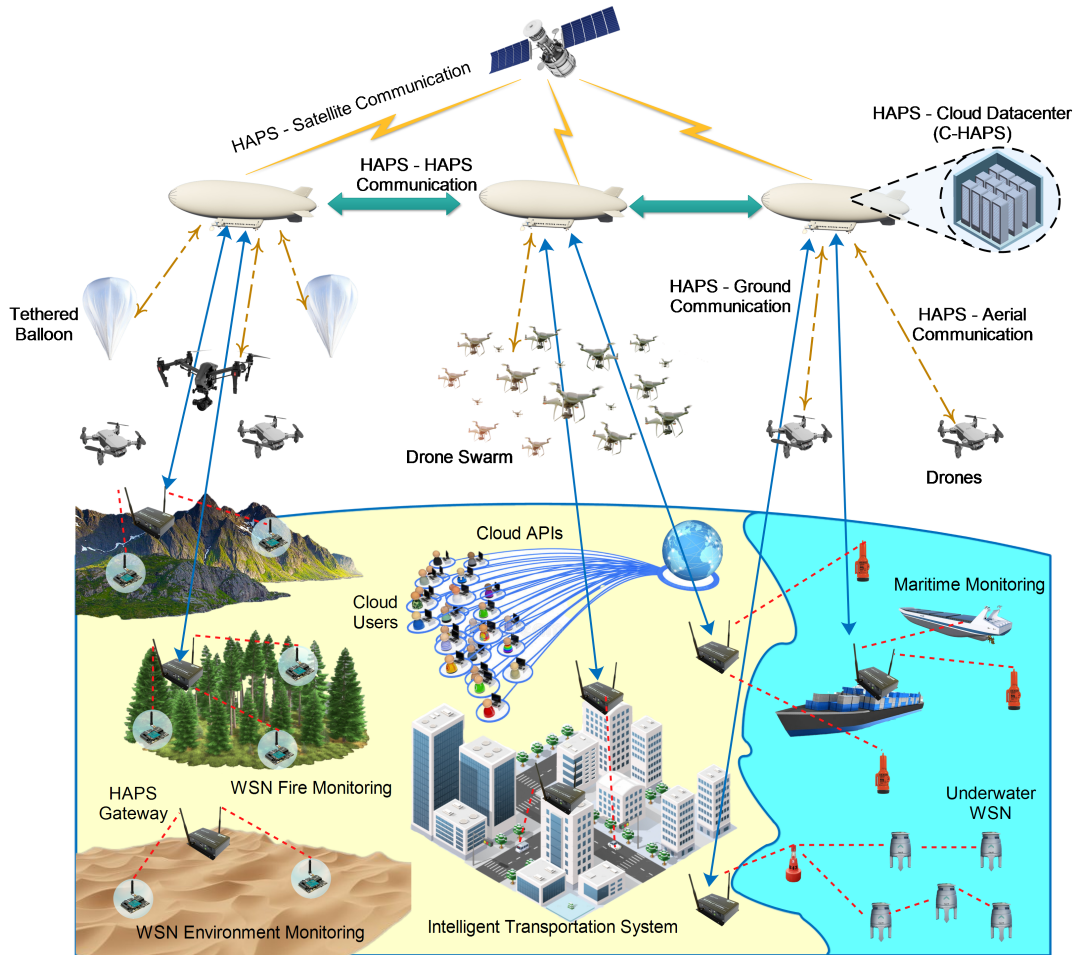 HAPS - Satellite Communication
HAPS - Cloud Datacenter
(C-HAPS)
HAPS - HAPS
Communication
Tethered
Balloon
HAPS - Ground
Communication
HAPS - Aerial
Communication
Drone Swarm
Drones
Cloud APIs
Cloud
Users
Maritime Monitoring
WSN Fire Monitoring
HAPS
Gateway
Underwater
WSN
WSN Environment Monitoring
Intelligent Transportation System